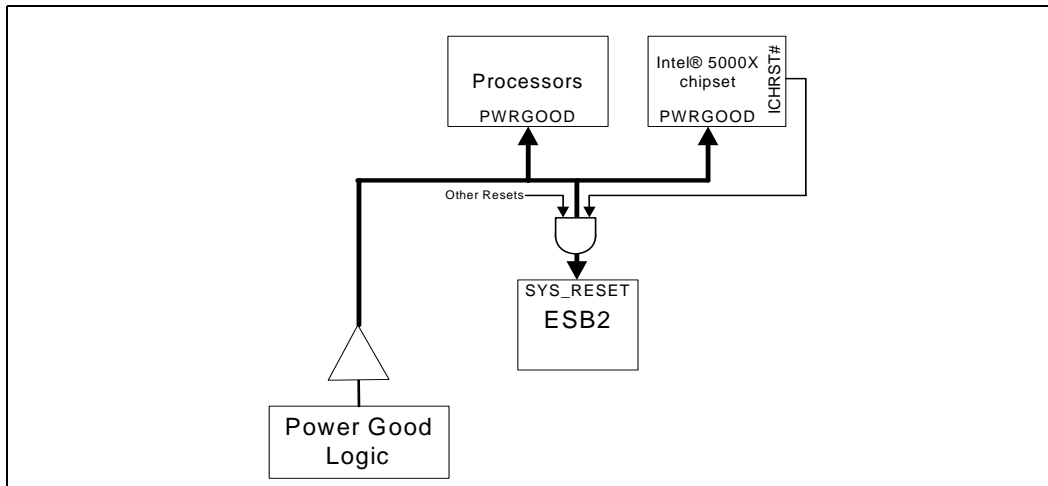 Processors
PWRGOOD
Intel® 5000X
chipset
ICHRST#
PWRGOOD
Other Resets
SYS_RESET
ESB2
Power Good
Logic